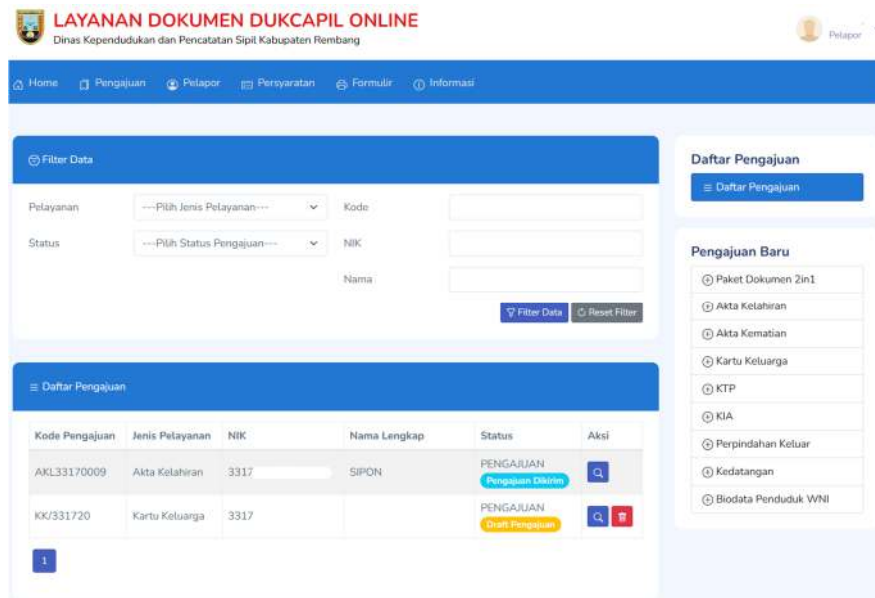 LAYANAN DOKUMEN DUKCAPIL ONLINE
Dinas Kependudukan dan Pencatatan Sipil Kabupaten Rembang
Pelapor
Home Pengajuan Pelapor Persyaratan Formulir Informasi
Filter Data
Pelayanan ---Pilih Jenis Pelayanan--- Kode
Status ---Pilih Status Pengajuan--- NIK
Nama
Filter Data Reset Filter
Daftar Pengajuan
Kode Pengajuan Jenis Pelayanan NIK Nama Lengkap Status Aksi
AKL33170009 Akta Kelahiran 3317 SIPON PENGAJUAN
Pengajuan Dikirim
KK/331720 Kartu Keluarga 3317 PENGAJUAN
Draft Pengajuan
1
Daftar Pengajuan
Daftar Pengajuan
Pengajuan Baru
Paket Dokumen 2in1
Akta Kelahiran
Akta Kematian
Kartu Keluarga
KTP
KIA
Perpindahan Keluar
Kedatangan
Biodata Penduduk WNI